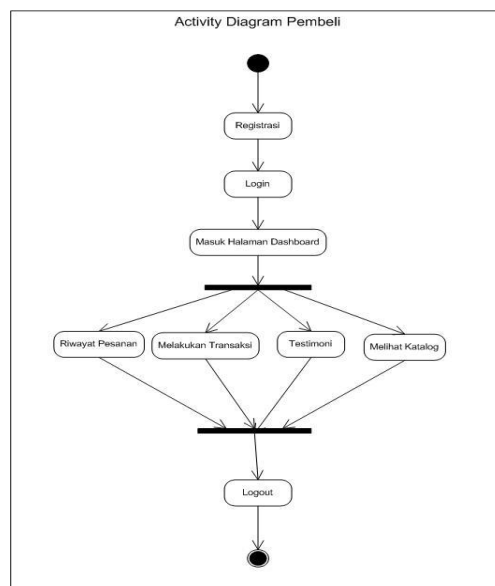 Activity Diagram Pembeli
Registrasi
Login
Masuk Halaman Dashboard
Riwayat Pesanan
Melakukan Transaksi
Testimoni
Melihat Katalog
Logout